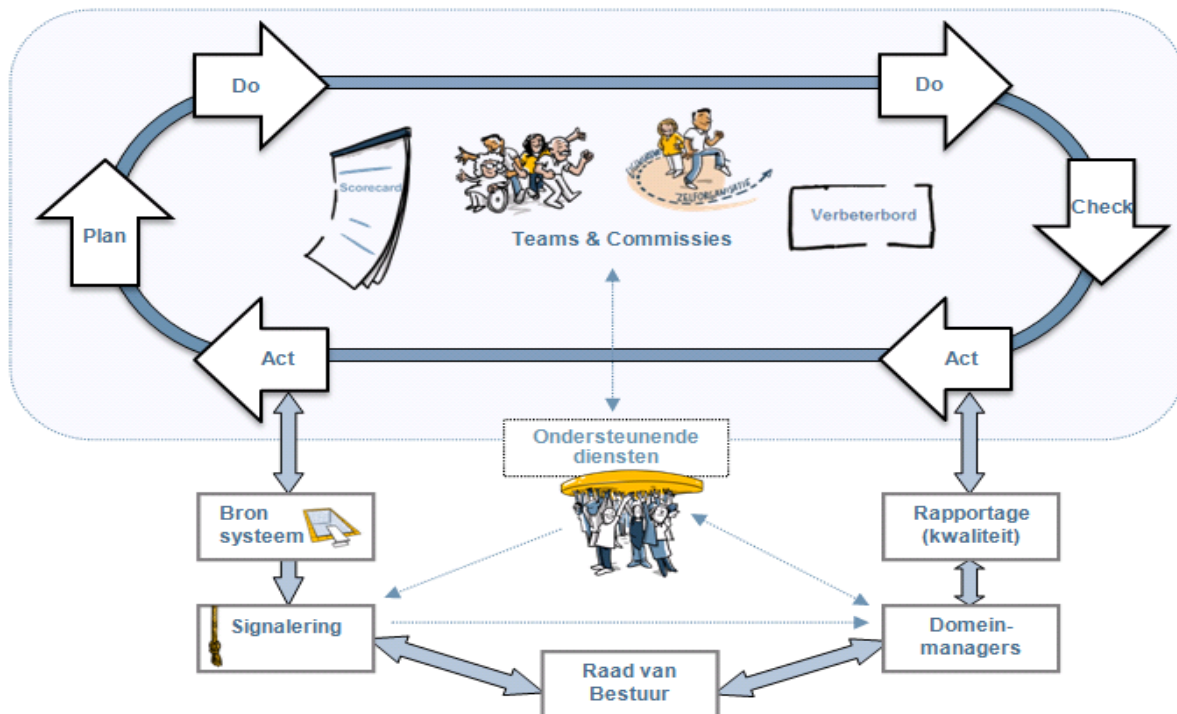 Do
Do
Scorecard
ZELFORGANISATIE
Plan
Check
Verbeterbord
Teams & Commissies
Act
Act
Ondersteunende
diensten
Bron
systeem
Rapportage
(kwaliteit)
Signalering
Domein-
managers
Raad van
Bestuur